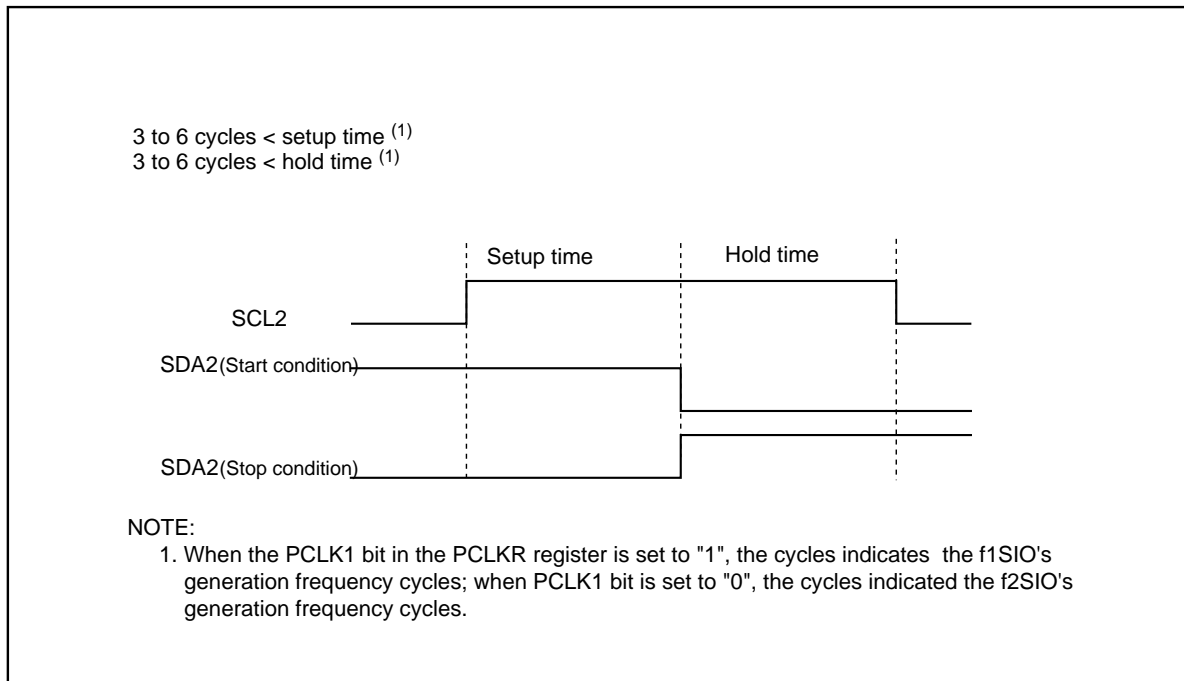 3 to 6 cycles < setup time (1)
3 to 6 cycles < hold time (1)
Setup time
Hold time
SCL2
SDA2(Start condition)
SDA2(Stop condition)
NOTE:
1. When the PCLK1 bit in the PCLKR register is set to "1", the cycles indicates the f1SIO's
generation frequency cycles; when PCLK1 bit is set to "0", the cycles indicated the f2SIO's
generation frequency cycles.